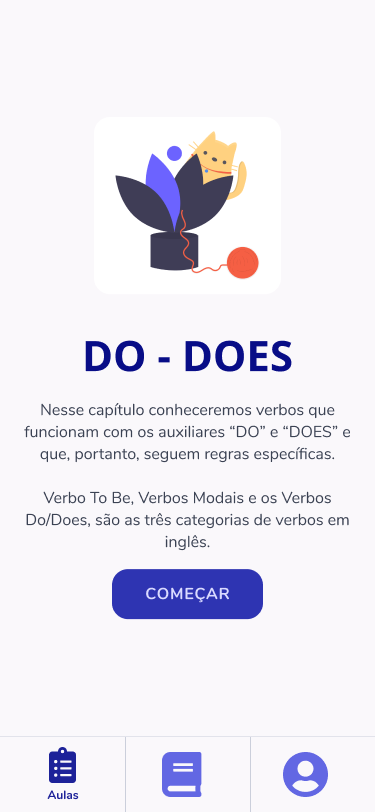 DO - DOES
Nesse capítulo conheceremos verbos que
funcionam com os auxiliares “DO” e “DOES” e
que, portanto, seguem regras específicas.
Verbo To Be, Verbos Modais e os Verbos
Do/Does, são as três categorias de verbos em
inglês.
COMEÇAR
Aulas